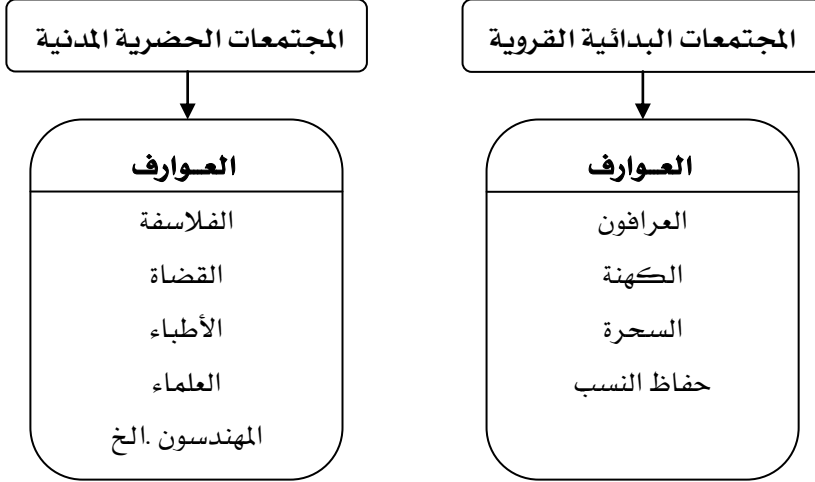 المجتمعات البدائية القروية
العـوارف
العرافون
الكهنة
السحرة
حفاظ النسب
المجتمعات الحضرية المدنية
العـوارف
الفلاسفة
القضاة
الأطباء
العلماء
المهندسون .الخ